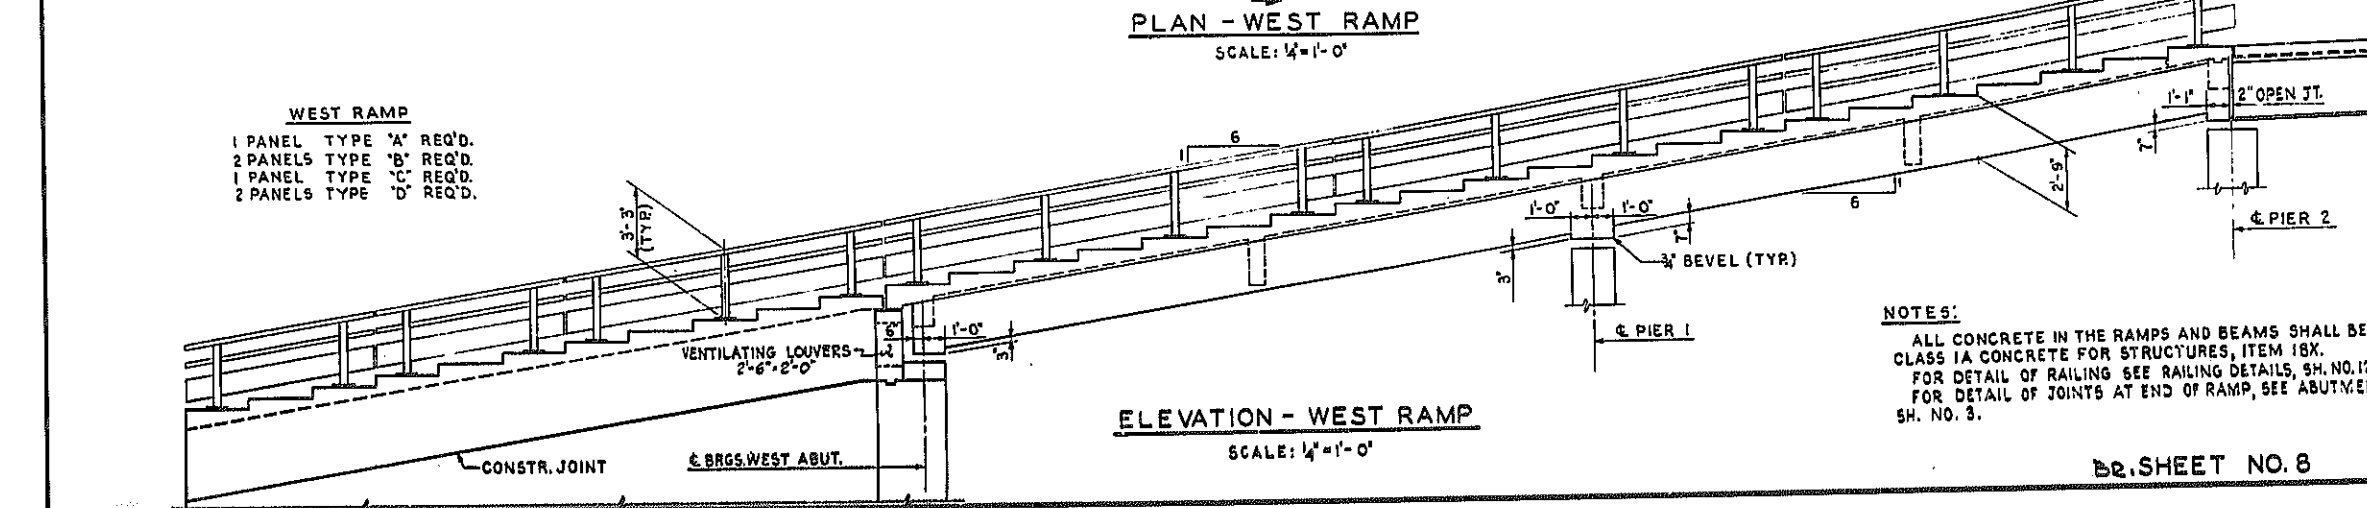 PLAN - WEST RAMP
SCALE: ¼"=1'-0"
WEST RAMP
1 PANEL TYPE "A" REQ'D.
2 PANELS TYPE "B" REQ'D.
1 PANEL TYPE "C" REQ'D.
2 PANELS TYPE "D" REQ'D.
3'-3"
(TYP.)
6
1
1'-1"
2" OPEN JT.
7"
2'-9"
1
6
1'-0"
1'-0"
7"
3"
¾" BEVEL (TYP.)
℄ PIER 2
℄ PIER 1
6"
1'-0"
3"
VENTILATING LOUVERS
2'-6"×2'-0"
NOTES:
ALL CONCRETE IN THE RAMPS AND BEAMS SHALL BE
CLASS 1A CONCRETE FOR STRUCTURES, ITEM 18X.
FOR DETAIL OF RAILING SEE RAILING DETAILS, SH. NO.
FOR DETAIL OF JOINTS AT END OF RAMP, SEE
SH. NO. 3.
ELEVATION - WEST RAMP
SCALE: ¼"=1'-0"
CONSTR. JOINT
℄ BRGS. WEST ABUT.
BR. SHEET NO. 8